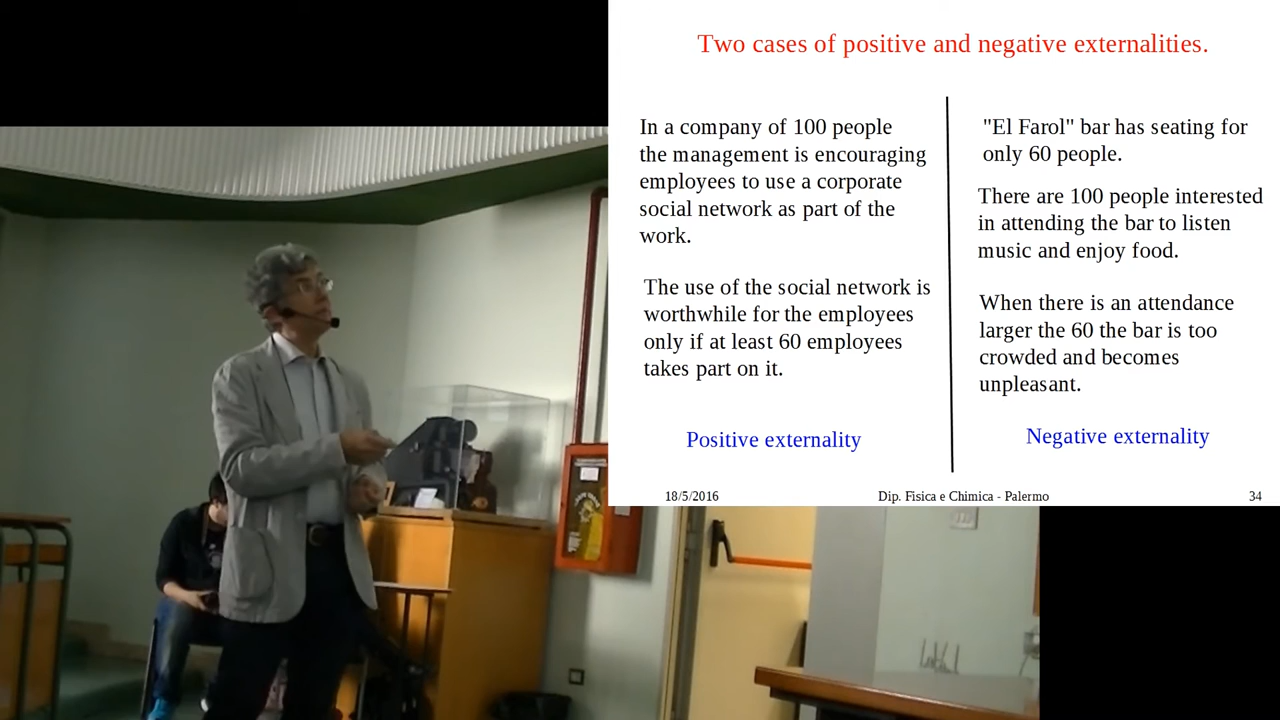 Two cases of positive and negative externalities.
In a company of 100 people
the management is encouraging
employees to use a corporate
social network as part of the
work.
The use of the social network is
worthwhile for the employees
only if at least 60 employees
takes part on it.
Positive externality
"El Farol" bar has seating for
only 60 people.
There are 100 people interested
in attending the bar to listen
music and enjoy food.
When there is an attendance
larger the 60 the bar is too
crowded and becomes
unpleasant.
Negative externality
18/5/2016
Dip. Fisica e Chimica - Palermo
34